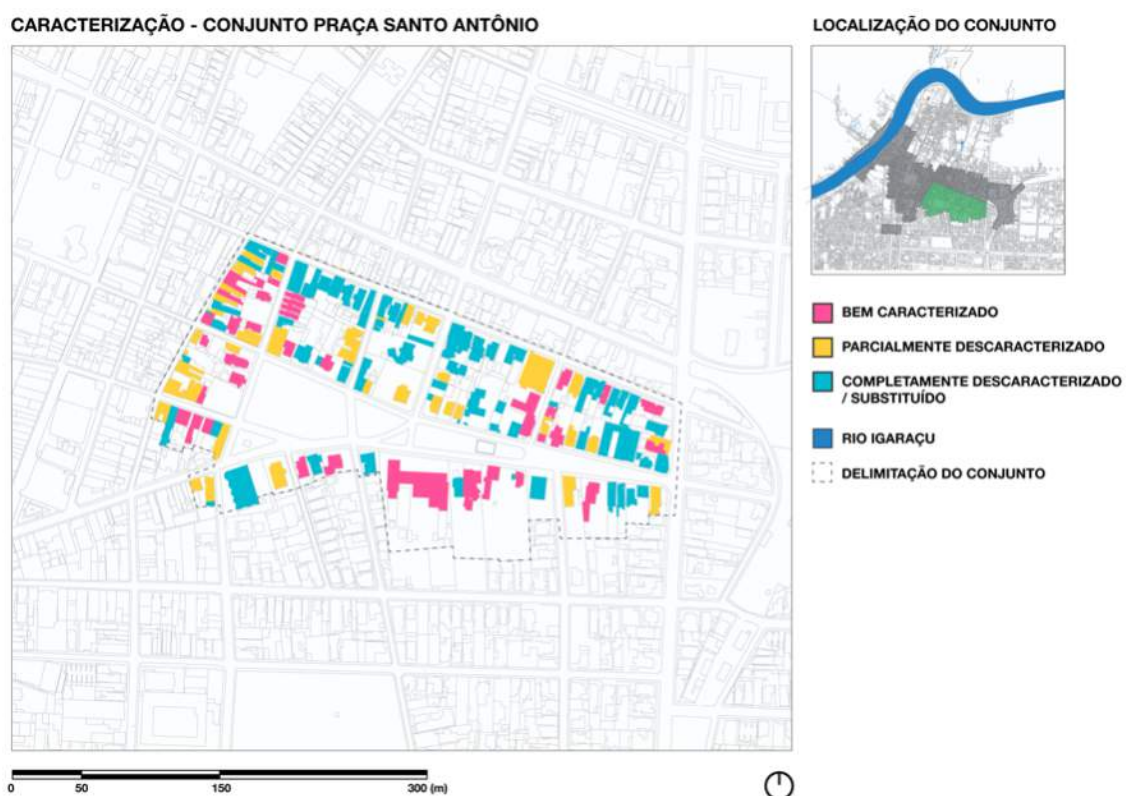 CARACTERIZAÇÃO - CONJUNTO PRAÇA SANTO ANTÔNIO
LOCALIZAÇÃO DO CONJUNTO
BEM CARACTERIZADO
PARCIALMENTE DESCARACTERIZADO
COMPLETAMENTE DESCARACTERIZADO
/ SUBSTITUÍDO
RIO IGARAÇU
DELIMITAÇÃO DO CONJUNTO
0 50 150 300 (m)